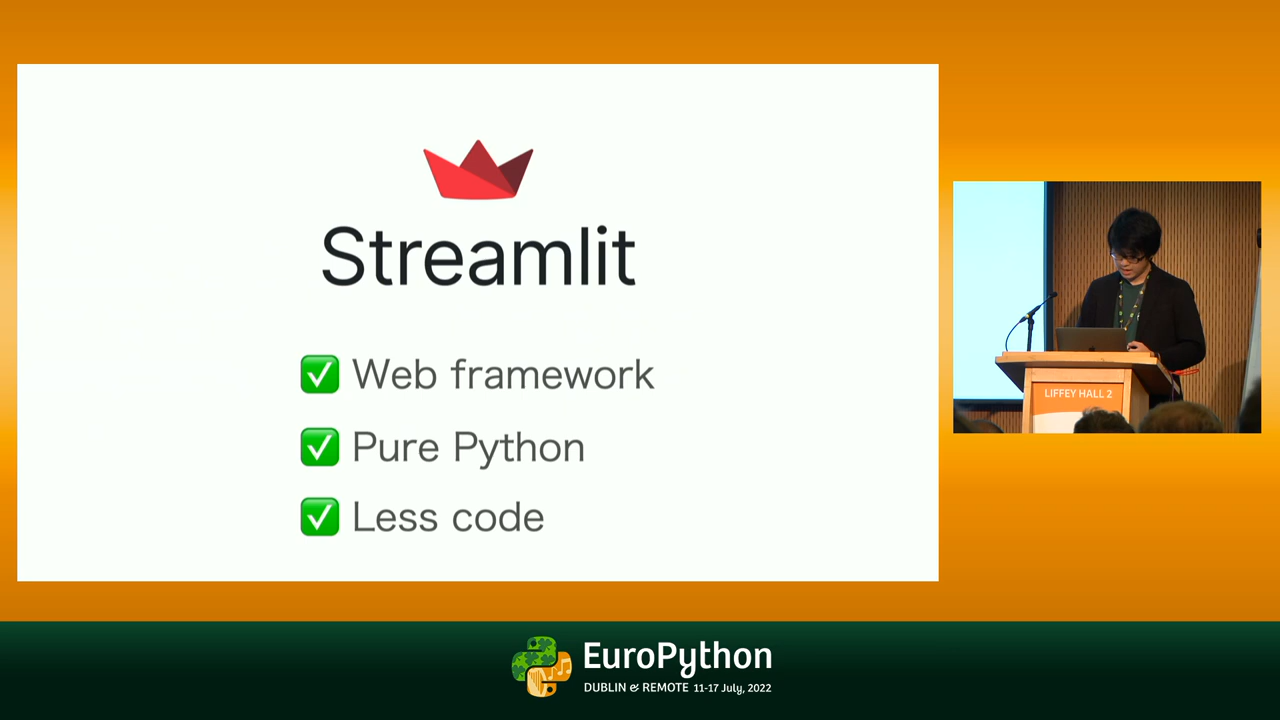 Streamlit
✅ Web framework
✅ Pure Python
✅ Less code
LIFFEY HALL 2
EuroPython
DUBLIN & REMOTE 11-17 July, 2022